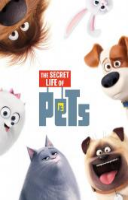 THE SECRET
LIFE OF
PETS